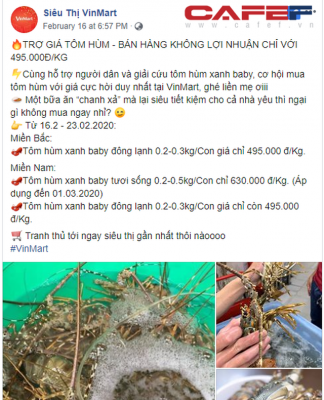 Siêu Thị VinMart
February 16 at 6:57 PM
CAFEF
www.cafef.vn
🔥TRỢ GIÁ TÔM HÙM - BÁN HÀNG KHÔNG LỢI NHUẬN CHỈ VỚI
495.000Đ/KG
👇Cùng hỗ trợ người dân và giải cứu tôm hùm xanh baby, cơ hội mua
tôm hùm với giá cực hời duy nhất tại VinMart, ghé liền mẹ oiii
Một bữa ăn "chanh xả" mà lại siêu tiết kiệm cho cả nhà yêu thì ngại
gì không mua ngay nhỉ? 😄
👉 Từ 16.2 - 23.02.2020:
Miền Bắc:
🦐Tôm hùm xanh baby đông lạnh 0.2-0.3kg/Con giá chỉ 495.000 đ/Kg.
Miền Nam:
🦐Tôm hùm xanh baby tươi sống 0.2-0.5kg/Con chỉ 630.000 đ/Kg. (Áp
dụng đến 01.03.2020)
🦐Tôm hùm xanh baby đông lạnh 0.2-0.3kg/Con giá chỉ còn 495.000
đ/Kg.
🛒 Tranh thủ tới ngay siêu thị gần nhất thôi nàoooo
#VinMart